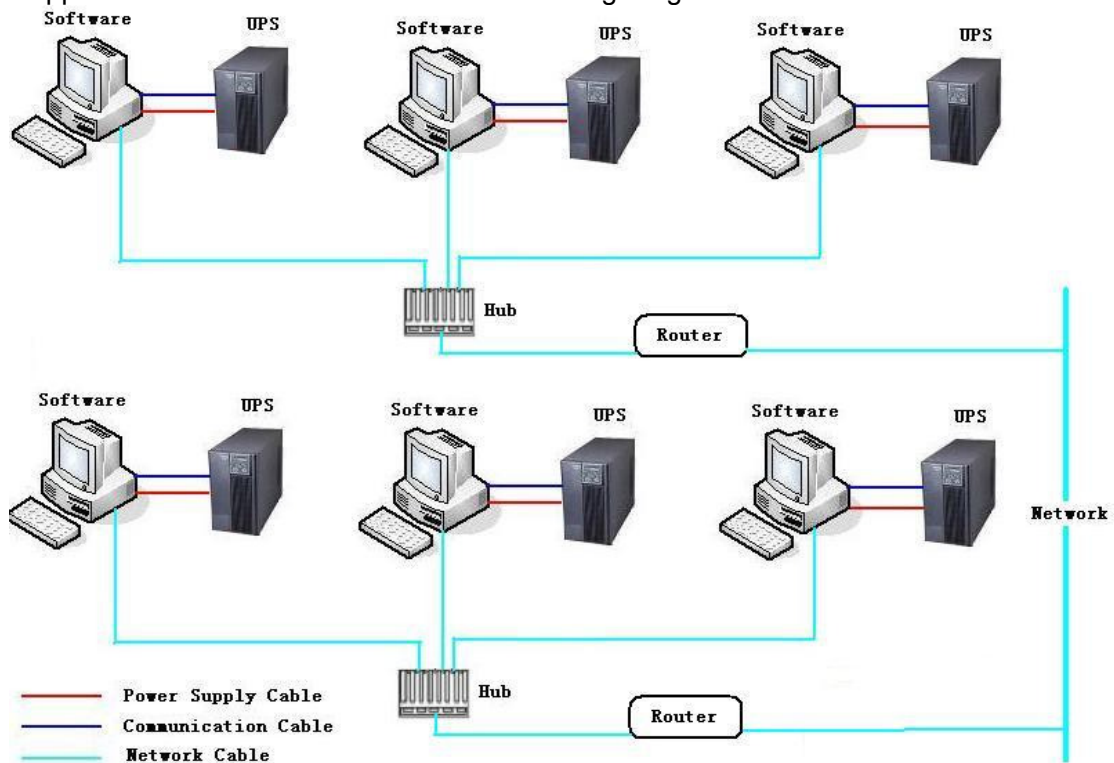 Software UPS Software UPS Software UPS
Hub
Router
Software UPS Software UPS Software UPS
Network
Hub
Router
Power Supply Cable
Communication Cable
Network Cable